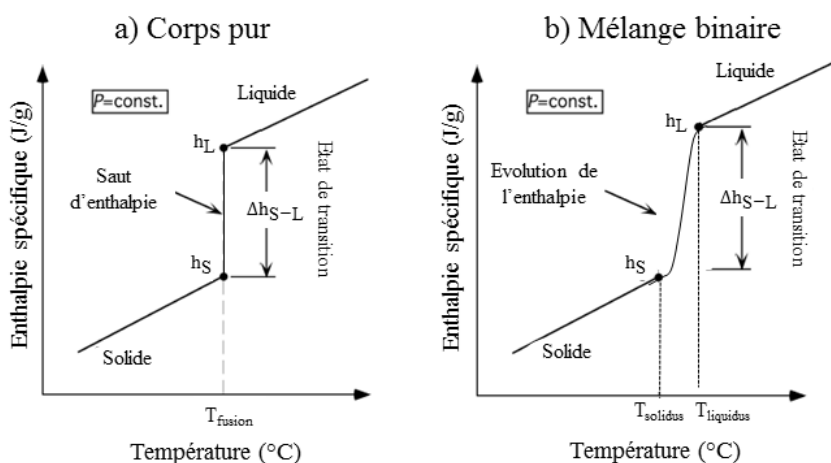 a) Corps pur
Enthalpie spécifique (J/g)
P=const.
Liquide
h_L
Saut
d’enthalpie
Δh_S–L
Etat de transition
h_S
Solide
T_fusion
Température (°C)
b) Mélange binaire
Enthalpie spécifique (J/g)
P=const.
Liquide
h_L
Evolution de
l’enthalpie
Δh_S–L
Etat de transition
h_S
Solide
T_solidus
T_liquidus
Température (°C)